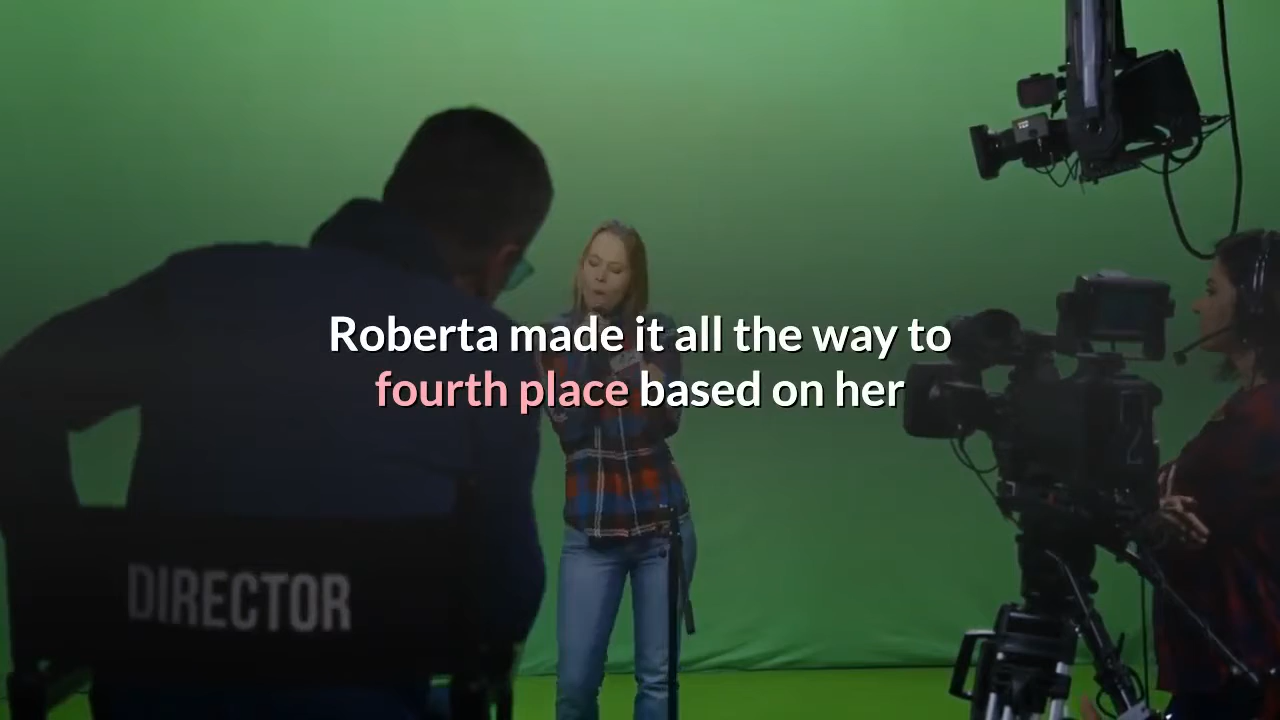 Roberta made it all the way to
fourth place based on her
DIRECTOR